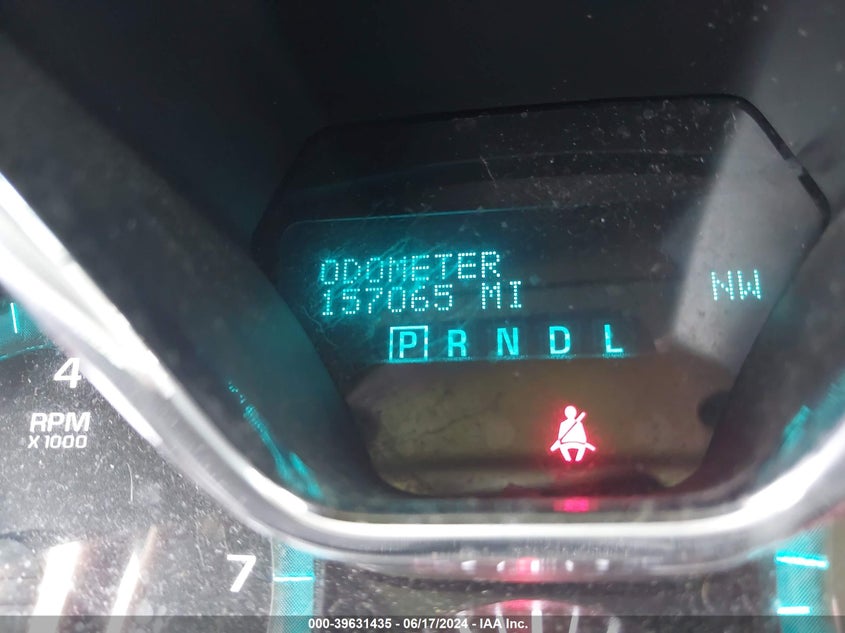 ODOMETER
157065 MI
NW
P R N D L
4
RPM
X 1000
7
000-39631435 - 06/17/2024 - IAA Inc.